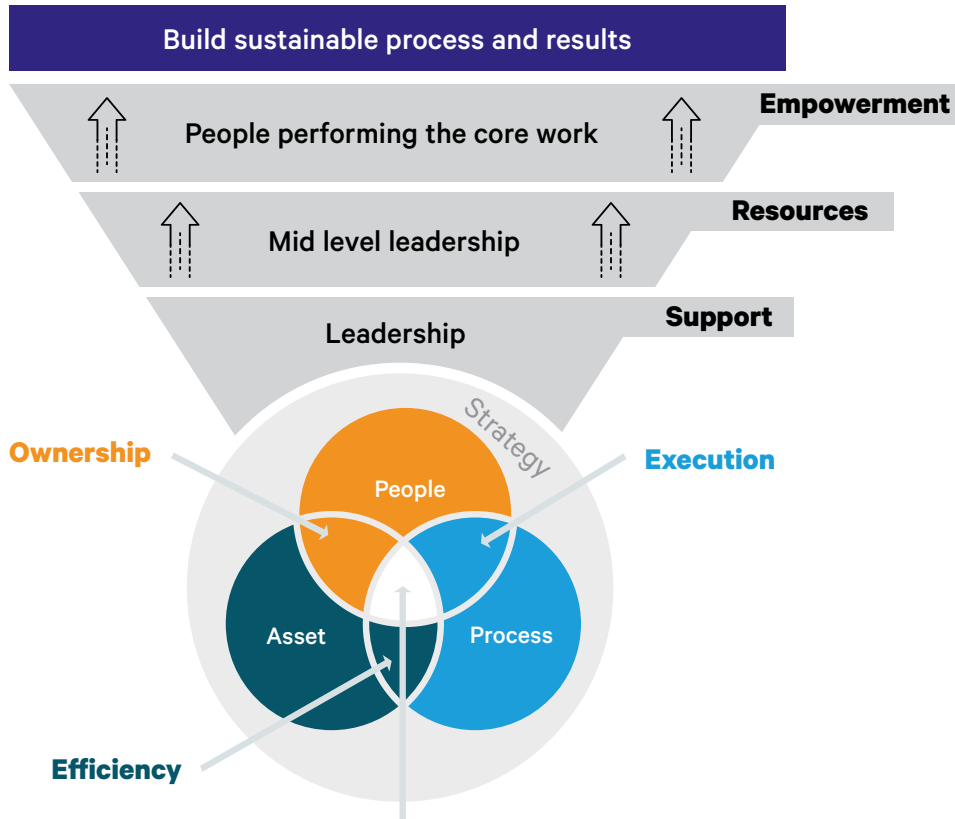 Build sustainable process and results
Empowerment
People performing the core work
Resources
Mid level leadership
Support
Leadership
Strategy
Ownership
Execution
People
Asset
Process
Efficiency